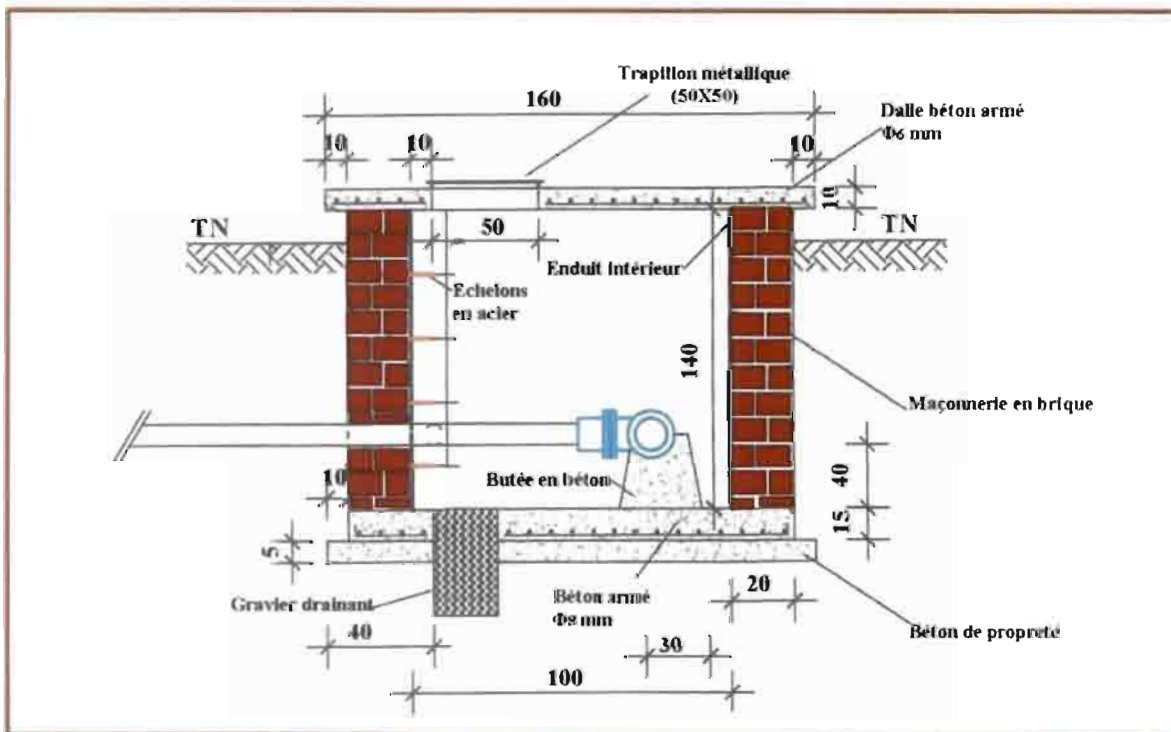 Trapillon métallique
(50X50)
160
Dalle béton armé
Φ6 mm
10
10
10
10
TN
50
TN
Enduit intérieur
Echelons
en acier
140
Maçonnerie en brique
10
Butée en béton
40
15
5
20
Gravier drainant
Béton armé
Φ8 mm
Béton de propreté
40
30
100